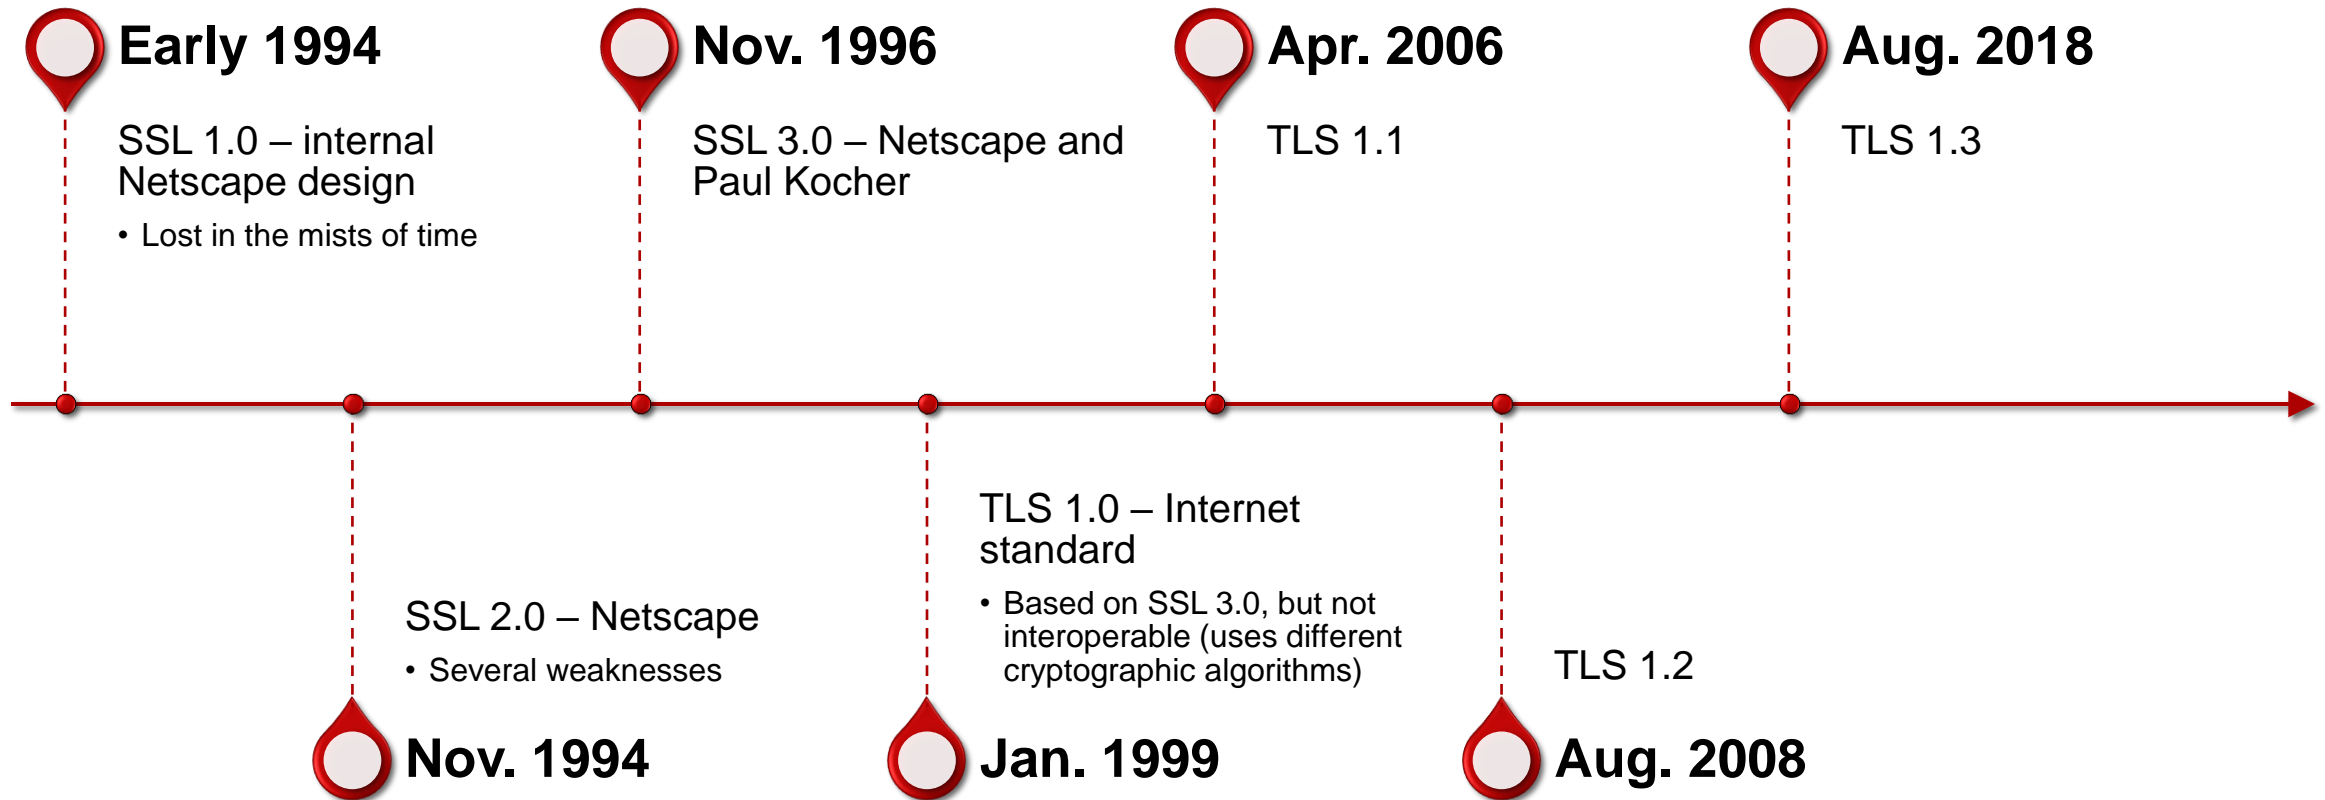 Early 1994
SSL 1.0 – internal
Netscape design
• Lost in the mists of time
Nov. 1996
SSL 3.0 – Netscape and
Paul Kocher
Apr. 2006
TLS 1.1
Aug. 2018
TLS 1.3
SSL 2.0 – Netscape
• Several weaknesses
Nov. 1994
TLS 1.0 – Internet
standard
• Based on SSL 3.0, but not
interoperable (uses different
cryptographic algorithms)
Jan. 1999
TLS 1.2
Aug. 2008